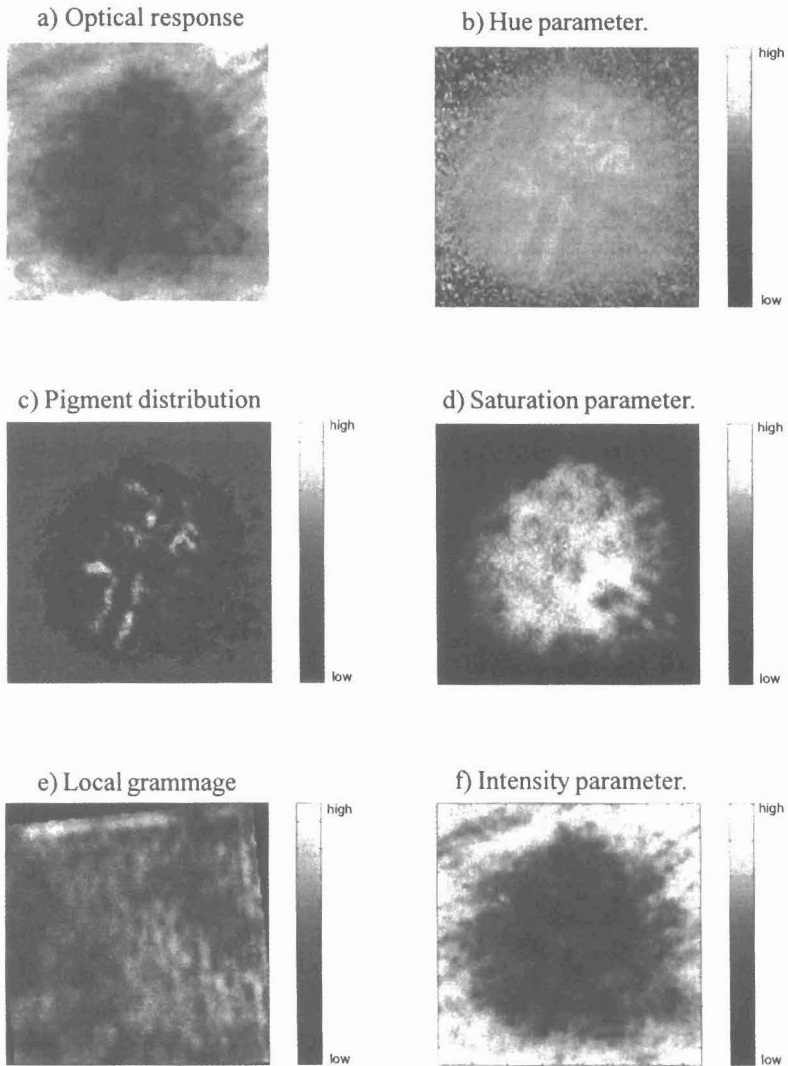 a) Optical response
b) Hue parameter.
high
low
c) Pigment distribution
high
low
d) Saturation parameter.
high
low
e) Local grammage
high
low
f) Intensity parameter.
high
low